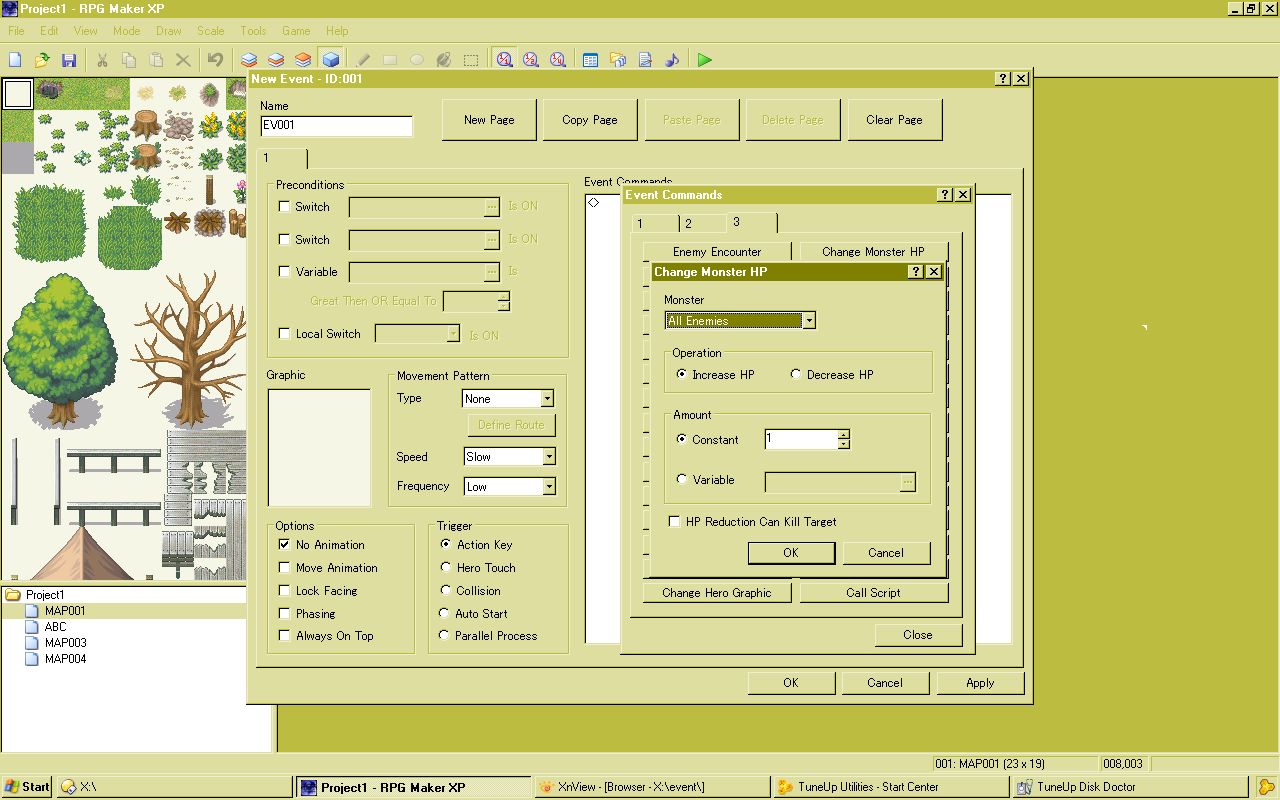 Project1 - RPG Maker XP
File Edit View Mode Draw Scale Tools Game Help
New Event - ID:001
Name
EV001
New Page Copy Page Paste Page Delete Page Clear Page
1
Preconditions
Switch Is ON
Switch Is ON
Variable Is
Great Then OR Equal To
Local Switch Is ON
Graphic
Movement Pattern
Type None
Define Route
Speed Slow
Frequency Low
Options
No Animation
Move Animation
Lock Facing
Phasing
Always On Top
Trigger
Action Key
Hero Touch
Collision
Auto Start
Parallel Process
Event Commands
Event Commands
1 2 3
Enemy Encounter Change Monster HP
Change Monster HP
Monster
All Enemies
Operation
Increase HP Decrease HP
Amount
Constant 1
Variable
HP Reduction Can Kill Target
OK Cancel
Change Hero Graphic Call Script
Close
OK Cancel Apply
Project1
MAP001
ABC
MAP003
MAP004
001: MAP001 (23 x 19) 008,003
Start X:\ Project1 - RPG Maker XP XnView - [Browser - X:\event\] TuneUp Utilities - Start Center TuneUp Disk Doctor